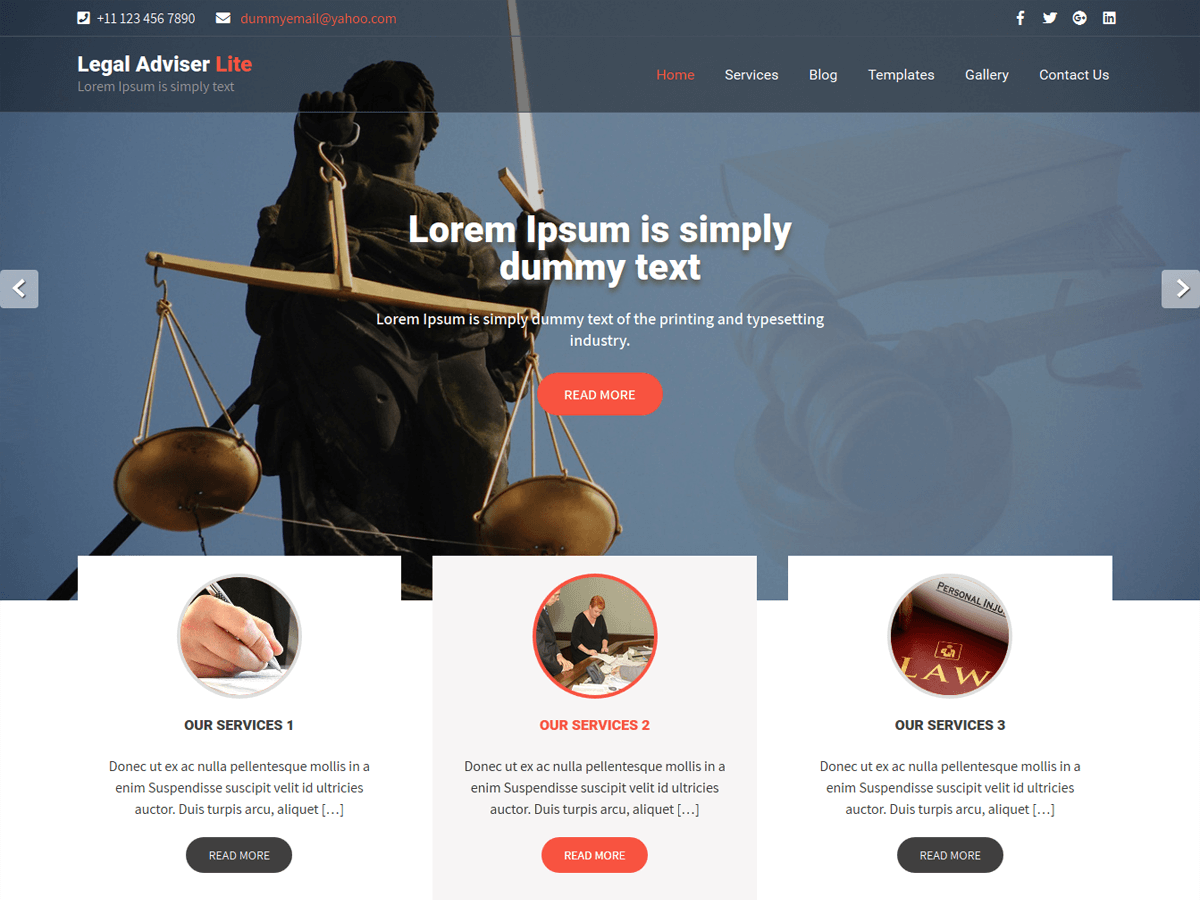 +11 123 456 7890 dummyemail@yahoo.com
Legal Adviser Lite
Lorem Ipsum is simply text
Home Services Blog Templates Gallery Contact Us
Lorem Ipsum is simply
dummy text
Lorem Ipsum is simply dummy text of the printing and typesetting
industry.
READ MORE
PERSONAL INJU
LAW
OUR SERVICES 1
Donec ut ex ac nulla pellentesque mollis in a
enim Suspendisse suscipit velit id ultricies
auctor. Duis turpis arcu, aliquet […]
READ MORE
OUR SERVICES 2
Donec ut ex ac nulla pellentesque mollis in a
enim Suspendisse suscipit velit id ultricies
auctor. Duis turpis arcu, aliquet […]
READ MORE
OUR SERVICES 3
Donec ut ex ac nulla pellentesque mollis in a
enim Suspendisse suscipit velit id ultricies
auctor. Duis turpis arcu, aliquet […]
READ MORE